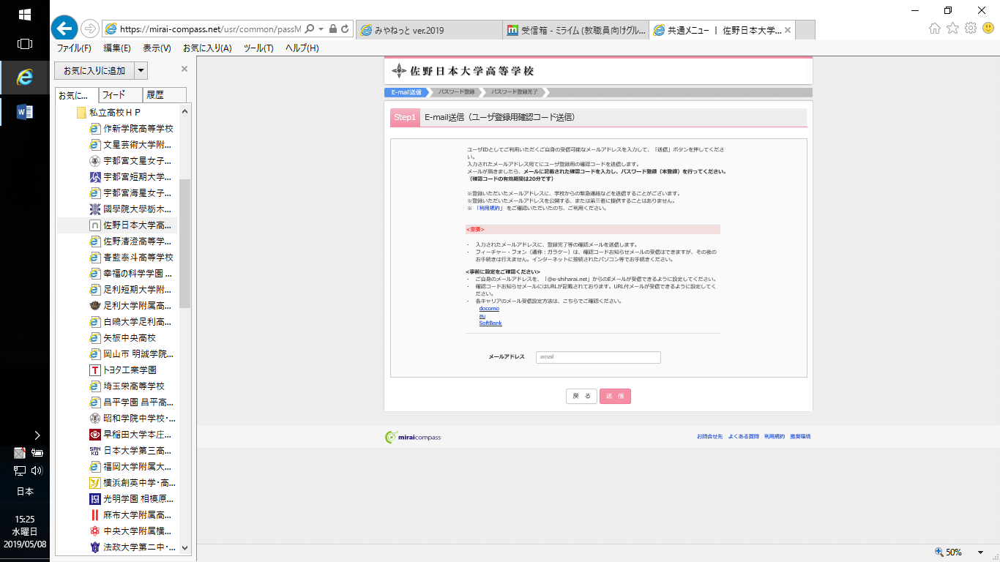 https://mirai-compass.net/usr/common/passM
みやねっと ver.2019
受信箱 - ミライム (教職員向けグル...
共通メニュー | 佐野日本大学...
ファイル(F) 編集(E) 表示(V) お気に入り(A) ツール(T) ヘルプ(H)
お気に入りに追加
お気に... フィード 履歴
私立高校HP
作新学院高等学校
文星芸術大学附...
宇都宮文星女子...
宇都宮短期大学...
宇都宮海星女子...
國學院大學栃木...
佐野日本大学高...
佐野清澄高等学...
青藍泰斗高等学校
幸福の科学学園 ...
足利短期大学附...
足利大学附属高...
白鴎大学足利高...
矢板中央高校
岡山市 明誠学院...
トヨタ工業学園
埼玉栄高等学校
昌平学園 昌平高...
昭和学院中学校・...
早稲田大学本庄...
日本大学第三高...
福岡大学附属大...
横浜創英中学・高...
光明学園 相模原...
麻布大学附属高...
中央大学附属横...
法政大学第二中・...
佐野日本大学高等学校
E-mail送信 パスワード登録 パスワード登録完了
Step1 E-mail送信（ユーザ登録用確認コード送信）
ユーザIDとしてご利用いただくご自身の受信可能なメールアドレスを入力して、「送信」ボタンを押してくださ
い。
入力されたメールアドレス宛てにユーザ登録用の確認コードを送信します。
メールが届きましたら、メールに記載された確認コードを入力し、パスワード登録（本登録）を行ってください。
（確認コードの有効期間は20分です）
※登録いただいたメールアドレスに、学校からの緊急連絡などを送信することがございます。
※登録いただいたメールアドレスを公開する、または第三者に提供することはありません。
※「利用規約」をご確認いただいたのち、ご利用ください。
<重要>
・ 入力されたメールアドレスに、登録完了等の確認メールを送信します。
・ フィーチャー・フォン（通称：ガラケー）は、確認コードお知らせメールの受信はできますが、その後の
お手続きは行えません。インターネットに接続されたパソコン等でお手続きください。
<事前に設定をご確認ください>
・ ご自身のメールアドレスを、「@e-shiharai.net」からのEメールが受信できるように設定してください。
・ 確認コードお知らせメールにはURLが記載されております。URL付メールが受信できるように設定してく
ださい。
・ 各キャリアのメール受信設定方法は、こちらでご確認ください。
docomo
au
SoftBank
メールアドレス email
戻 る 送 信
miraicompass
お問合せ先 よくある質問 利用規約 推奨環境
日本
15:25
水曜日
2019/05/08
50%